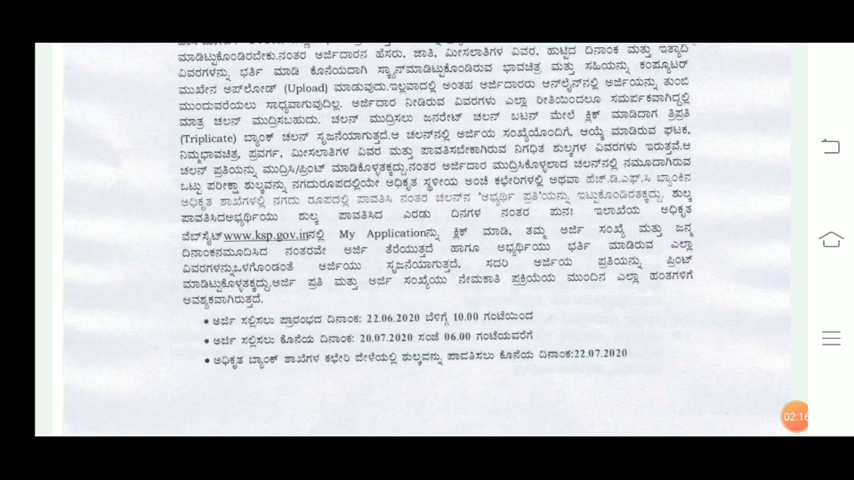 ಮಾಡಿಟ್ಟುಕೊಂಡಿರಬೇಕು.ನಂತರ ಅರ್ಜಿದಾರನ ಹೆಸರು, ಜಾತಿ, ಮೀಸಲಾತಿಗಳ ವಿವರ, ಹುಟ್ಟಿದ ದಿನಾಂಕ ಮತ್ತು ಇತ್ಯಾದಿ
ವಿವರಗಳನ್ನು ಭರ್ತಿ ಮಾಡಿ ಕೊನೆಯದಾಗಿ ಸ್ಕ್ಯಾನ್‌ಮಾಡಿಟ್ಟುಕೊಂಡಿರುವ ಭಾವಚಿತ್ರ ಮತ್ತು ಸಹಿಯನ್ನು ಕಂಪ್ಯೂಟರ್
ಮುಖೇನ ಅಪ್‌ಲೋಡ್ (Upload) ಮಾಡುವುದು.ಇಲ್ಲವಾದಲ್ಲಿ ಅಂತಹ ಅರ್ಜಿದಾರರು ಆನ್‌ಲೈನ್‌ನಲ್ಲಿ ಅರ್ಜಿಯನ್ನು ತುಂಬಿ
ಮುಂದುವರೆಯಲು ಸಾಧ್ಯವಾಗುವುದಿಲ್ಲ. ಅರ್ಜಿದಾರ ನೀಡಿರುವ ವಿವರಗಳು ಎಲ್ಲಾ ರೀತಿಯಿಂದಲೂ ಸಮರ್ಪಕವಾಗಿದ್ದಲ್ಲಿ
ಮಾತ್ರ ಚಲನ್ ಮುದ್ರಿಸಬಹುದು. ಚಲನ್ ಮುದ್ರಿಸಲು ಜನರೇಟ್ ಚಲನ್ ಬಟನ್ ಮೇಲೆ ಕ್ಲಿಕ್ ಮಾಡಿದಾಗ ತ್ರಿಪ್ರತಿ
(Triplicate) ಬ್ಯಾಂಕ್ ಚಲನ್ ಸೃಜನೆಯಾಗುತ್ತದೆ.ಆ ಚಲನ್‌ನಲ್ಲಿ ಅರ್ಜಿಯ ಸಂಖ್ಯೆಯೊಂದಿಗೆ, ಆಯ್ಕೆ ಮಾಡಿರುವ ಘಟಕ,
ನಿಮ್ಮಭಾವಚಿತ್ರ, ಪ್ರವರ್ಗ, ಮೀಸಲಾತಿಗಳ ವಿವರ ಮತ್ತು ಪಾವತಿಸಬೇಕಾಗಿರುವ ನಿಗಧಿತ ಶುಲ್ಕಗಳ ವಿವರಗಳು ಇರುತ್ತವೆ.ಆ
ಚಲನ್ ಪ್ರತಿಯನ್ನು ಮುದ್ರಿಸಿ/ಪ್ರಿಂಟ್ ಮಾಡಿಕೊಳ್ಳತಕ್ಕದ್ದು.ನಂತರ ಅರ್ಜಿದಾರ ಮುದ್ರಿಸಿಕೊಳ್ಳಲಾದ ಚಲನ್‌ನಲ್ಲಿ ನಮೂದಾಗಿರುವ
ಒಟ್ಟು ಪರೀಕ್ಷಾ ಶುಲ್ಕವನ್ನು ನಗದುರೂಪದಲ್ಲಿಯೇ ಅಧಿಕೃತ ಸ್ಥಳೀಯ ಅಂಚೆ ಕಛೇರಿಗಳಲ್ಲಿ ಅಥವಾ ಹೆಚ್.ಡಿ.ಎಫ್.ಸಿ ಬ್ಯಾಂಕಿನ
ಅಧಿಕೃತ ಶಾಖೆಗಳಲ್ಲಿ ನಗದು ರೂಪದಲ್ಲಿ ಪಾವತಿಸಿ ನಂತರ ಚಲನ್‌ನ 'ಅಭ್ಯರ್ಥಿ ಪ್ರತಿ'ಯನ್ನು ಇಟ್ಟುಕೊಂಡಿರತಕ್ಕದ್ದು. ಶುಲ್ಕ
ಪಾವತಿಸಿದಅಭ್ಯರ್ಥಿಯು ಶುಲ್ಕ ಪಾವತಿಸಿದ ಎರಡು ದಿನಗಳ ನಂತರ ಪುನಃ ಇಲಾಖೆಯ ಅಧಿಕೃತ
ವೆಬ್‌ಸೈಟ್www.ksp.gov.inನಲ್ಲಿ My Applicationನ್ನು ಕ್ಲಿಕ್ ಮಾಡಿ, ತಮ್ಮ ಅರ್ಜಿ ಸಂಖ್ಯೆ ಮತ್ತು ಜನ್ಮ
ದಿನಾಂಕನಮೂದಿಸಿದ ನಂತರವೇ ಅರ್ಜಿ ತೆರೆಯುತ್ತದೆ ಹಾಗೂ ಅಭ್ಯರ್ಥಿಯು ಭರ್ತಿ ಮಾಡಿರುವ ಎಲ್ಲಾ
ವಿವರಗಳನ್ನುಒಳಗೊಂಡಂತೆ ಅರ್ಜಿಯು ಸೃಜನೆಯಾಗುತ್ತದೆ, ಸದರಿ ಅರ್ಜಿಯ ಪ್ರತಿಯನ್ನು ಪ್ರಿಂಟ್
ಮಾಡಿಟ್ಟುಕೊಳ್ಳತಕ್ಕದ್ದು.ಅರ್ಜಿ ಪ್ರತಿ ಮತ್ತು ಅರ್ಜಿ ಸಂಖ್ಯೆಯು ನೇಮಕಾತಿ ಪ್ರಕ್ರಿಯೆಯ ಮುಂದಿನ ಎಲ್ಲಾ ಹಂತಗಳಿಗೆ
ಅವಶ್ಯಕವಾಗಿರುತ್ತದೆ.
• ಅರ್ಜಿ ಸಲ್ಲಿಸಲು ಪ್ರಾರಂಭದ ದಿನಾಂಕ: 22.06.2020 ಬೆಳಿಗ್ಗೆ 10.00 ಗಂಟೆಯಿಂದ
• ಅರ್ಜಿ ಸಲ್ಲಿಸಲು ಕೊನೆಯ ದಿನಾಂಕ: 20.07.2020 ಸಂಜೆ 06.00 ಗಂಟೆಯವರೆಗೆ
• ಅಧಿಕೃತ ಬ್ಯಾಂಕ್ ಶಾಖೆಗಳ ಕಛೇರಿ ವೇಳೆಯಲ್ಲಿ ಶುಲ್ಕವನ್ನು ಪಾವತಿಸಲು ಕೊನೆಯ ದಿನಾಂಕ:22.07.2020
02:16